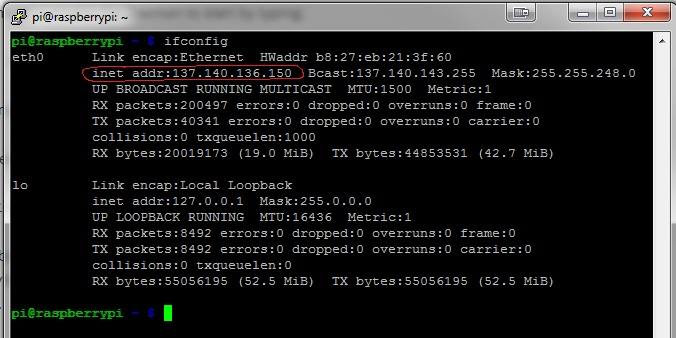 pi@raspberrypi: ~
pi@raspberrypi ~ $ ifconfig
eth0 Link encap:Ethernet HWaddr b8:27:eb:21:3f:60
inet addr:137.140.136.150 Bcast:137.140.143.255 Mask:255.255.248.0
UP BROADCAST RUNNING MULTICAST MTU:1500 Metric:1
RX packets:200497 errors:0 dropped:0 overruns:0 frame:0
TX packets:40341 errors:0 dropped:0 overruns:0 carrier:0
collisions:0 txqueuelen:1000
RX bytes:20019173 (19.0 MiB) TX bytes:44853531 (42.7 MiB)
lo Link encap:Local Loopback
inet addr:127.0.0.1 Mask:255.0.0.0
UP LOOPBACK RUNNING MTU:16436 Metric:1
RX packets:8492 errors:0 dropped:0 overruns:0 frame:0
TX packets:8492 errors:0 dropped:0 overruns:0 carrier:0
collisions:0 txqueuelen:0
RX bytes:55056195 (52.5 MiB) TX bytes:55056195 (52.5 MiB)
pi@raspberrypi ~ $